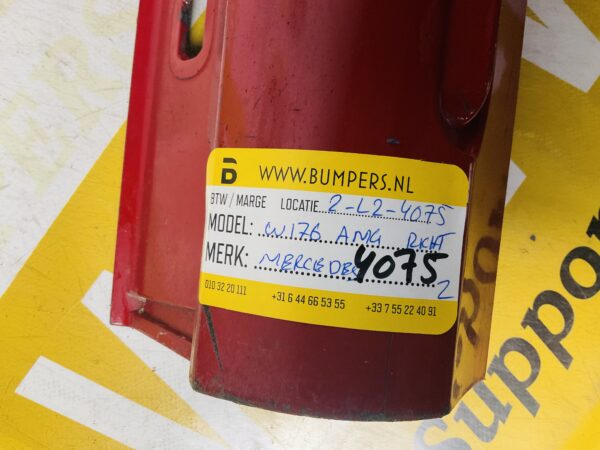 WWW.BUMPERS.NL
BTW / MARGE LOCATIE 2-L2-4075
MODEL: W176 AMG
MERK: MERCEDES 4075
2
010 32 20 111 +31 6 44 66 53 55 +33 7 55 22 40 91
support